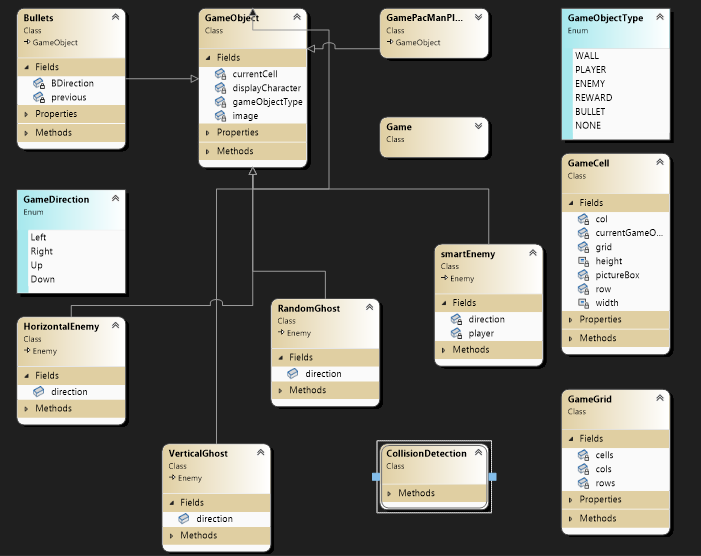 Bullets
Class
GameObject
Fields
BDirection
previous
Properties
Methods
GameObject
Class
Fields
currentCell
displayCharacter
gameObjectType
image
Properties
Methods
GamePacManPl...
Class
GameObject
GameObjectType
Enum
WALL
PLAYER
ENEMY
REWARD
BULLET
NONE
Game
Class
GameCell
Class
Fields
col
currentGameO...
grid
height
pictureBox
row
width
Properties
Methods
GameDirection
Enum
Left
Right
Up
Down
smartEnemy
Class
Enemy
Fields
direction
player
Methods
RandomGhost
Class
Enemy
Fields
direction
Methods
HorizontalEnemy
Class
Enemy
Fields
direction
Methods
GameGrid
Class
Fields
cells
cols
rows
Properties
Methods
VerticalGhost
Class
Enemy
Fields
direction
Methods
CollisionDetection
Class
Methods